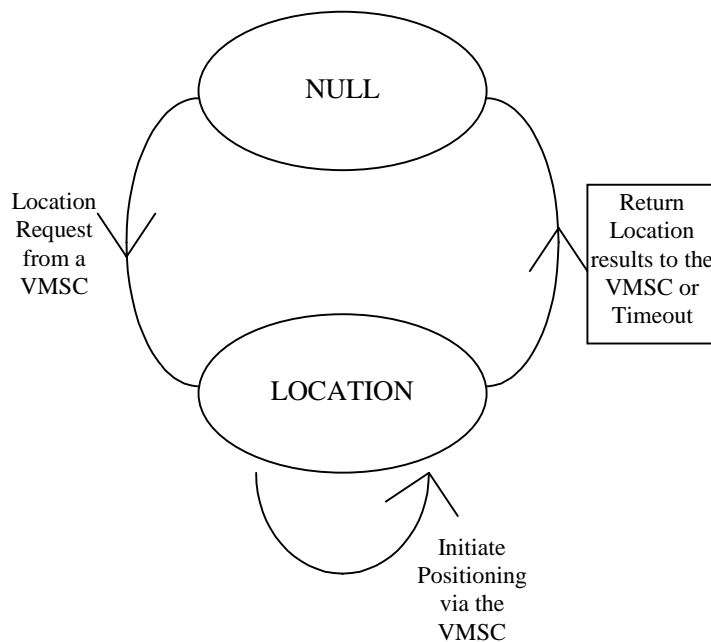 NULL
Location
Request
from a
VMSC
Return
Location
results to the
VMSC or
Timeout
LOCATION
Initiate
Positioning
via the
VMSC